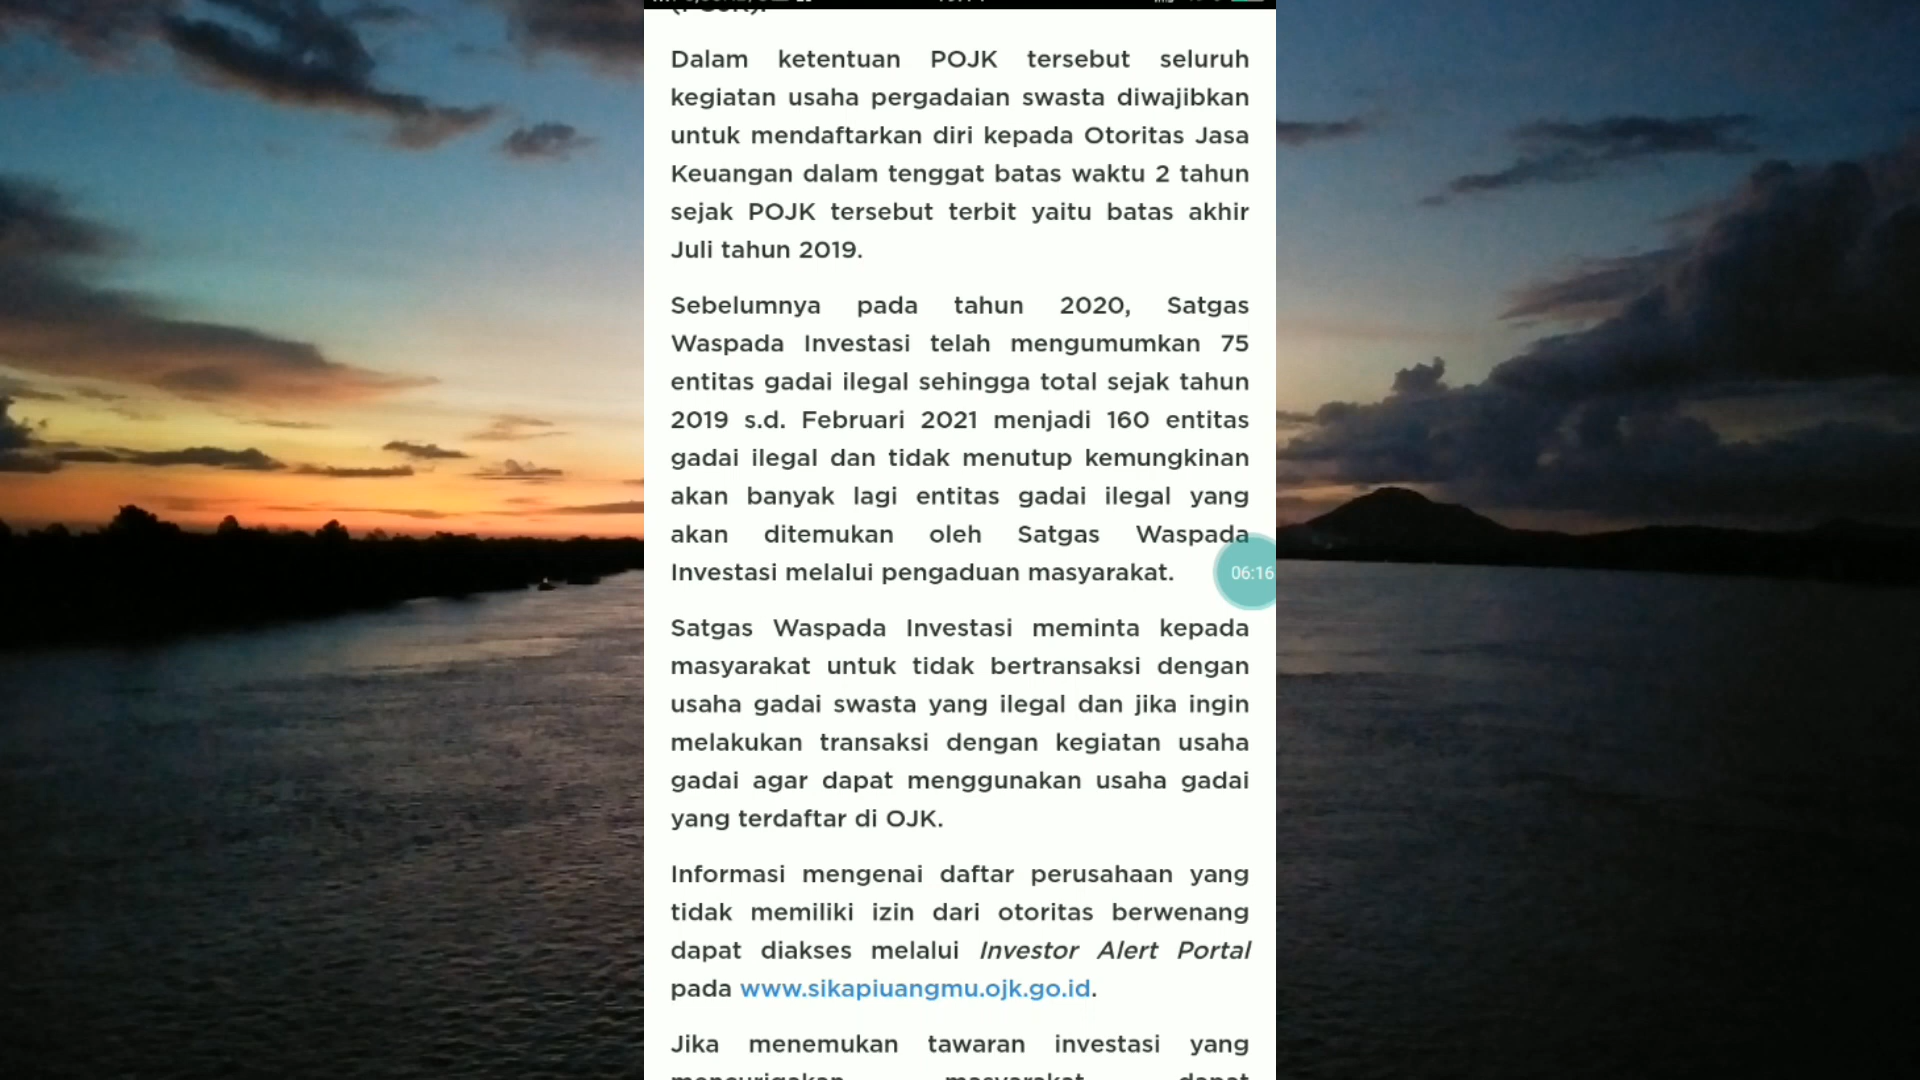 Dalam ketentuan POJK tersebut seluruh
kegiatan usaha pergadaian swasta diwajibkan
untuk mendaftarkan diri kepada Otoritas Jasa
Keuangan dalam tenggat batas waktu 2 tahun
sejak POJK tersebut terbit yaitu batas akhir
Juli tahun 2019.
Sebelumnya pada tahun 2020, Satgas
Waspada Investasi telah mengumumkan 75
entitas gadai ilegal sehingga total sejak tahun
2019 s.d. Februari 2021 menjadi 160 entitas
gadai ilegal dan tidak menutup kemungkinan
akan banyak lagi entitas gadai ilegal yang
akan ditemukan oleh Satgas Waspada
Investasi melalui pengaduan masyarakat.
06:16
Satgas Waspada Investasi meminta kepada
masyarakat untuk tidak bertransaksi dengan
usaha gadai swasta yang ilegal dan jika ingin
melakukan transaksi dengan kegiatan usaha
gadai agar dapat menggunakan usaha gadai
yang terdaftar di OJK.
Informasi mengenai daftar perusahaan yang
tidak memiliki izin dari otoritas berwenang
dapat diakses melalui Investor Alert Portal
pada www.sikapiuangmu.ojk.go.id.
Jika menemukan tawaran investasi yang
mencurigakan masyarakat dapat